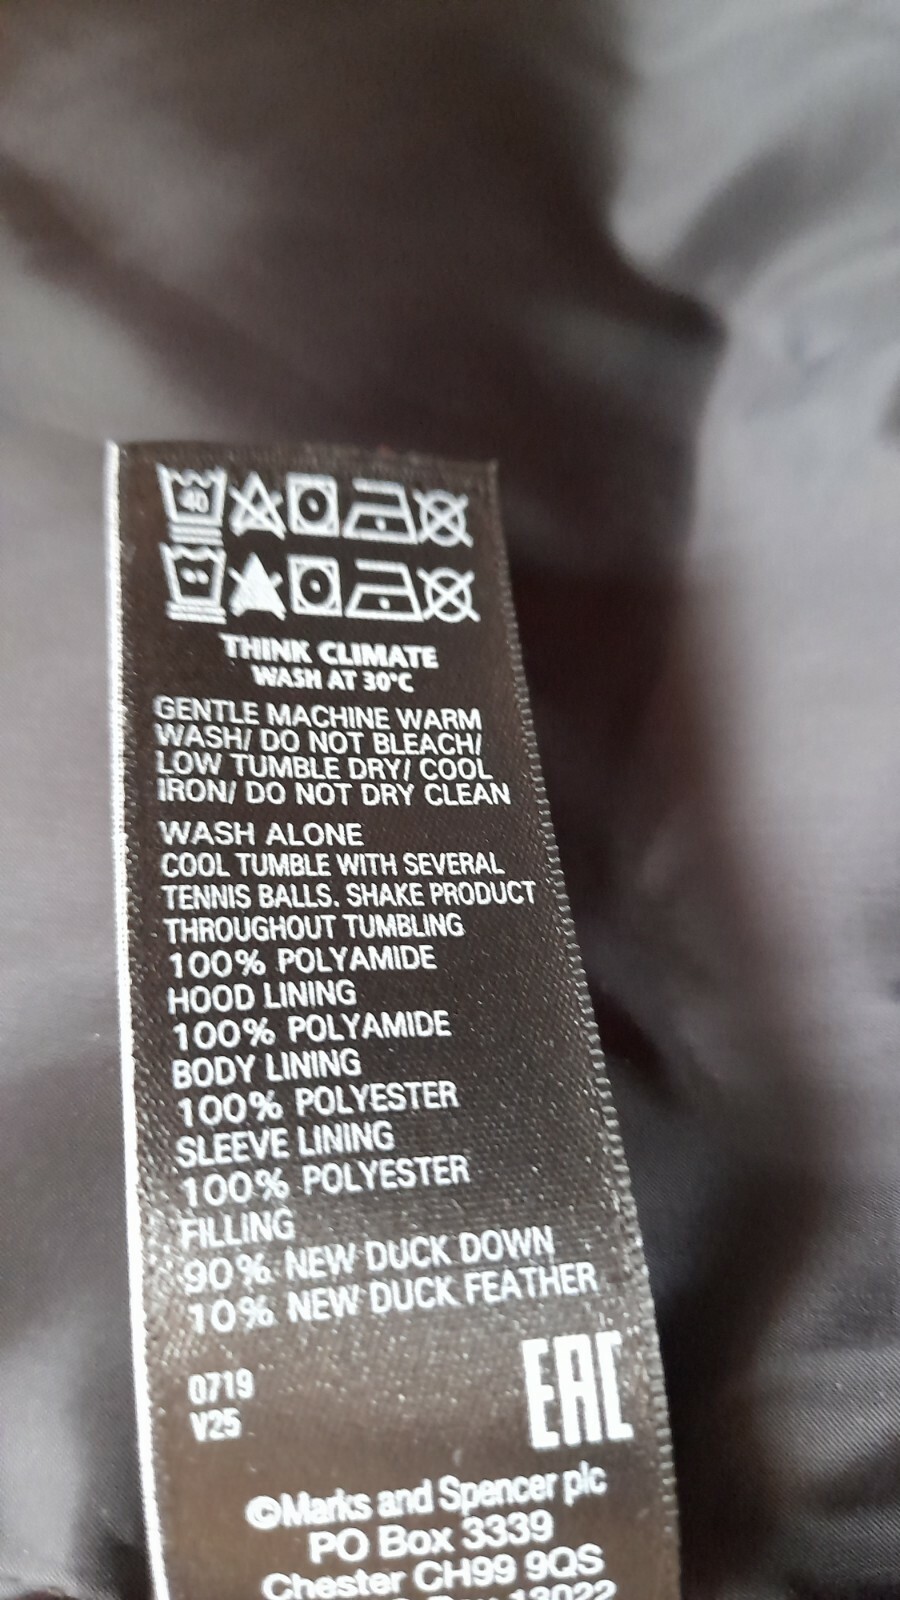 40
THINK CLIMATE
WASH AT 30°C
GENTLE MACHINE WARM
WASH/ DO NOT BLEACH/
LOW TUMBLE DRY/ COOL
IRON/ DO NOT DRY CLEAN
WASH ALONE
COOL TUMBLE WITH SEVERAL
TENNIS BALLS. SHAKE PRODUCT
THROUGHOUT TUMBLING
100% POLYAMIDE
HOOD LINING
100% POLYAMIDE
BODY LINING
100% POLYESTER
SLEEVE LINING
100% POLYESTER
FILLING
90% NEW DUCK DOWN
10% NEW DUCK FEATHER
0719
V25
EAC
©Marks and Spencer plc
PO Box 3339
Chester CH99 9QS
Box 13022